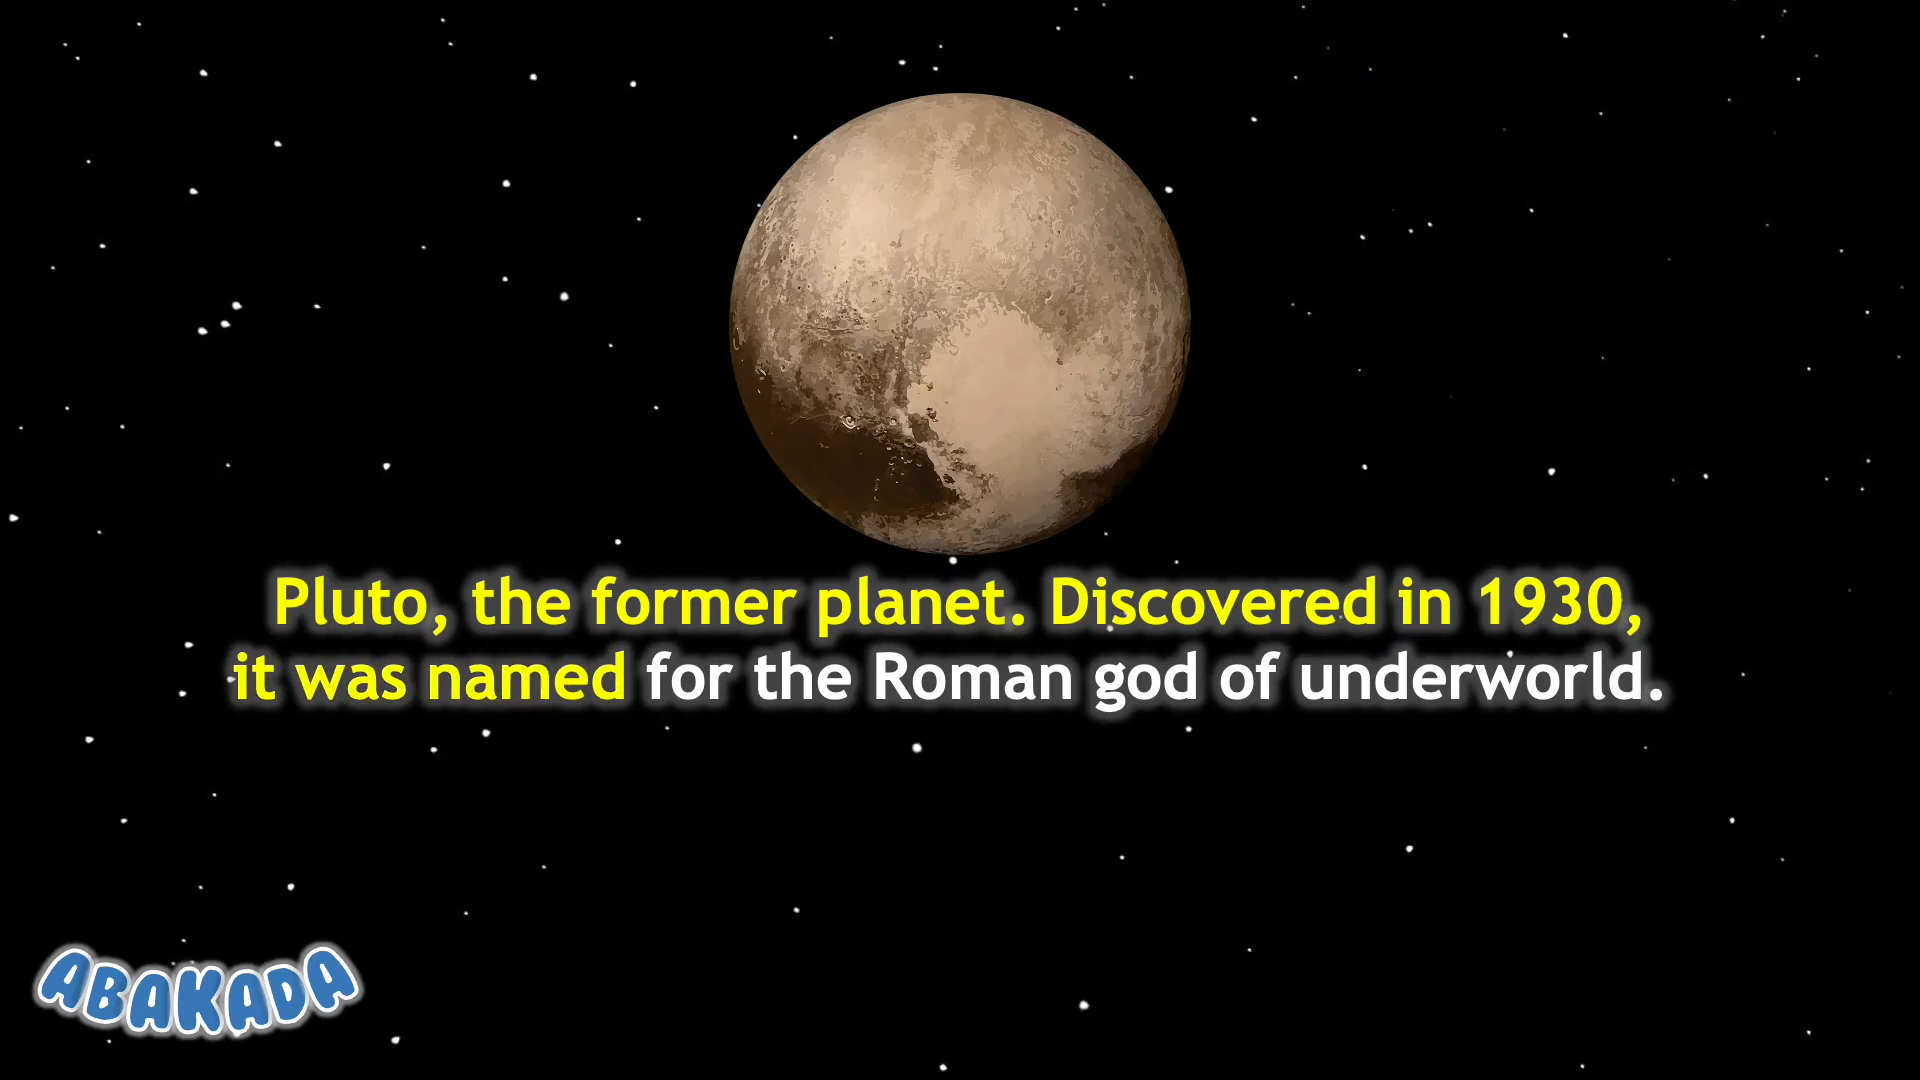 Pluto, the former planet. Discovered in 1930,
it was named for the Roman god of underworld.
ABAKADA